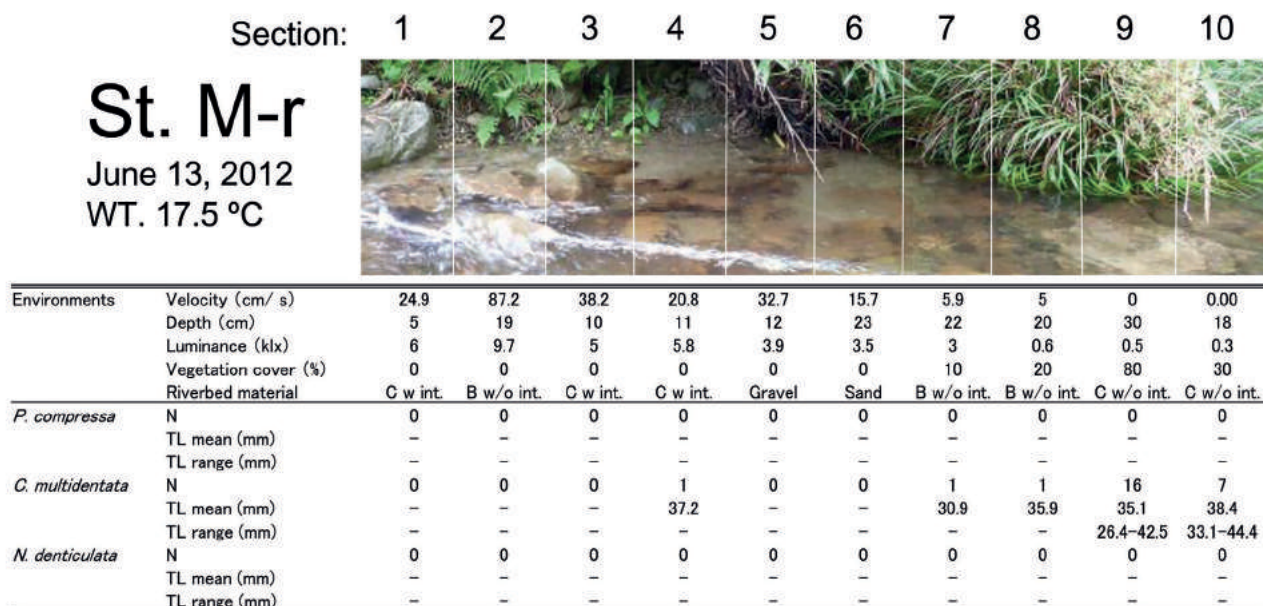 Section: 1 2 3 4 5 6 7 8 9 10
St. M-r
June 13, 2012
WT. 17.5 ºC
Environments Velocity (cm/ s) 24.9 87.2 38.2 20.8 32.7 15.7 5.9 5 0 0.00
Depth (cm) 5 19 10 11 12 23 22 20 30 18
Luminance (klx) 6 9.7 5 5.8 3.9 3.5 3 0.6 0.5 0.3
Vegetation cover (%) 0 0 0 0 0 0 10 20 80 30
Riverbed material C w int. B w/o int. C w int. C w int. Gravel Sand B w/o int. B w/o int. C w/o int. C w/o int.
P. compressa N 0 0 0 0 0 0 0 0 0 0
TL mean (mm) – – – – – – – – – –
TL range (mm) – – – – – – – – – –
C. multidentata N 0 0 0 1 0 0 1 1 16 7
TL mean (mm) – – – 37.2 – – 30.9 35.9 35.1 38.4
TL range (mm) – – – – – – – 26.4–42.5 33.1–44.4
N. denticulata N 0 0 0 0 0 0 0 0 0 0
TL mean (mm) – – – – – – – – – –
TL range (mm) – – – – – – – – – –